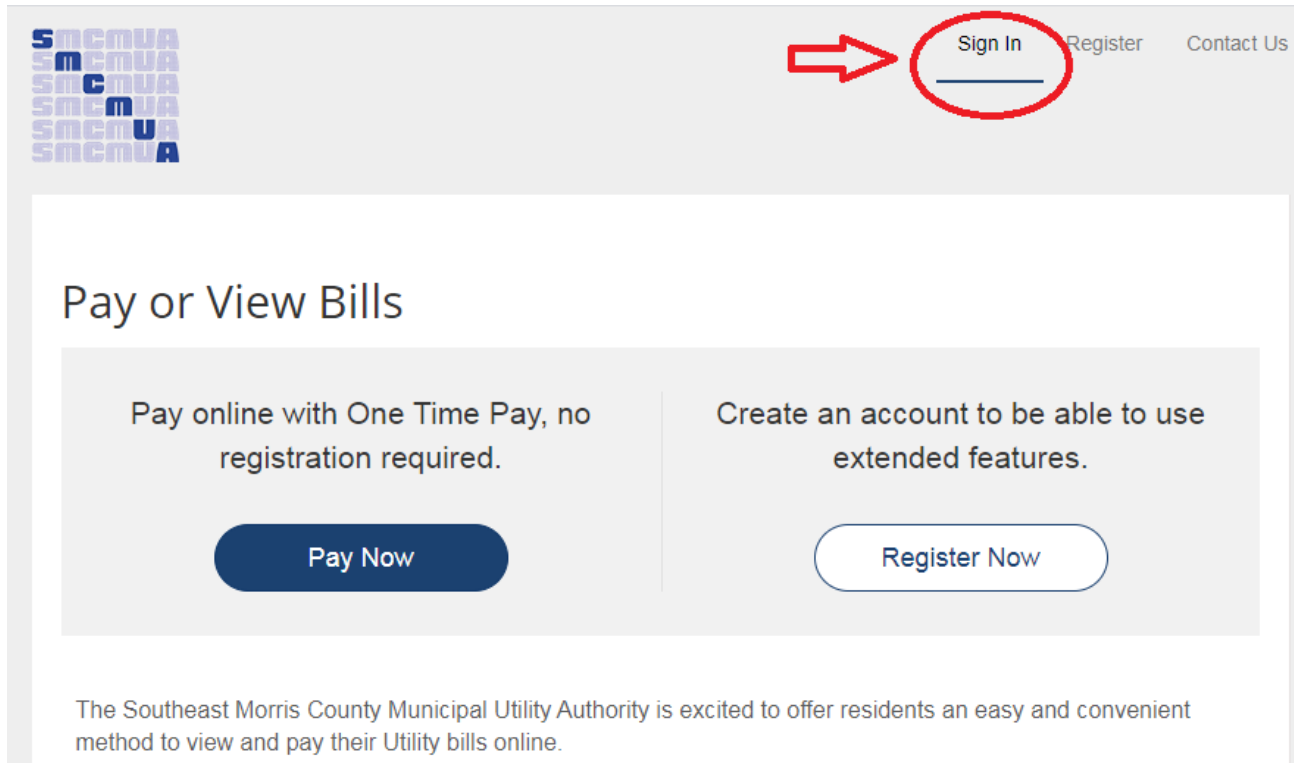 SMCMUA
SMCMUA
SMCMUA
SMCMUA
SMCMUA
SMCMUA
Sign In Register Contact Us
Pay or View Bills
Pay online with One Time Pay, no
registration required.
Pay Now
Create an account to be able to use
extended features.
Register Now
The Southeast Morris County Municipal Utility Authority is excited to offer residents an easy and convenient
method to view and pay their Utility bills online.